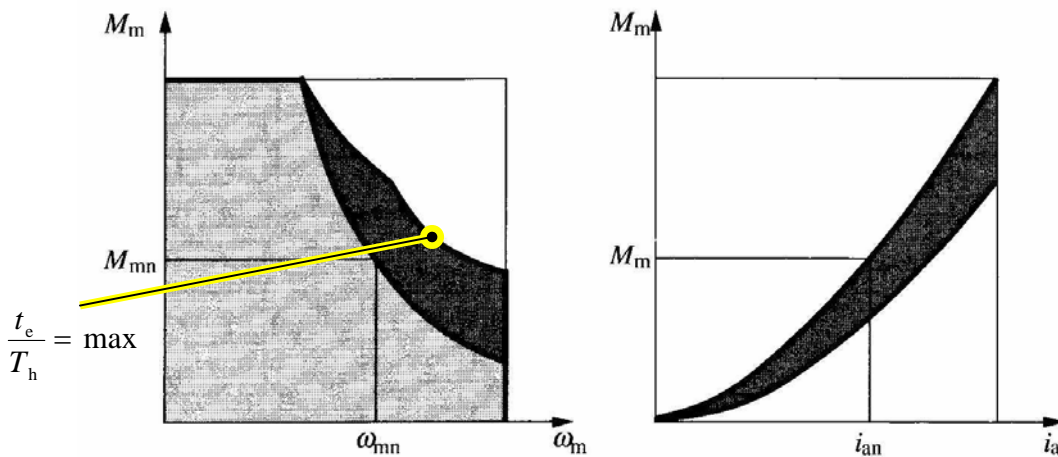 M_m
M_m
M_mn
M_m
t_e/T_h = max
ω_mn
ω_m
i_an
i_a